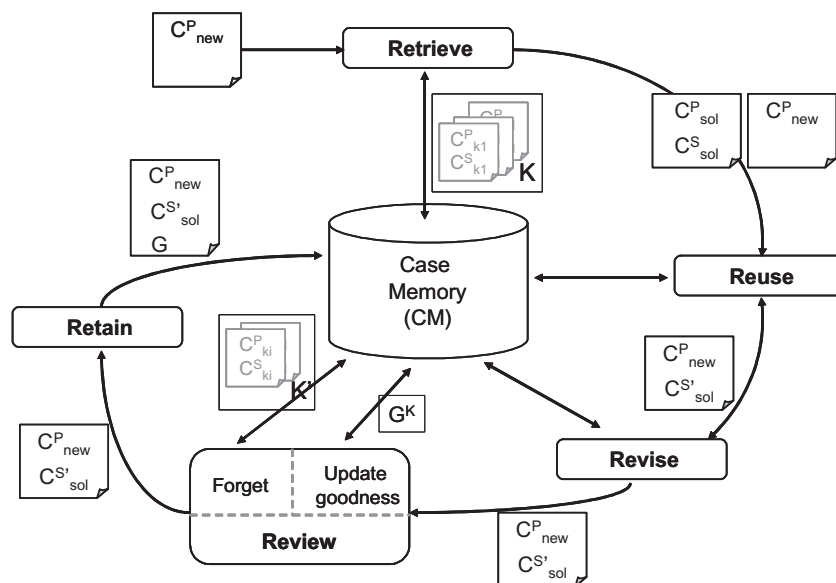 C^P_new
Retrieve
C^P
C^P_k1
C^S_k1
K
C^P_sol
C^S_sol
C^P_new
C^P_new
C^S'_sol
G
Case
Memory
(CM)
Reuse
Retain
C^P_ki
C^S_ki
K'
G^K
C^P_new
C^S'_sol
C^P_new
C^S'_sol
Forget
Update
goodness
Review
Revise
C^P_new
C^S'_sol